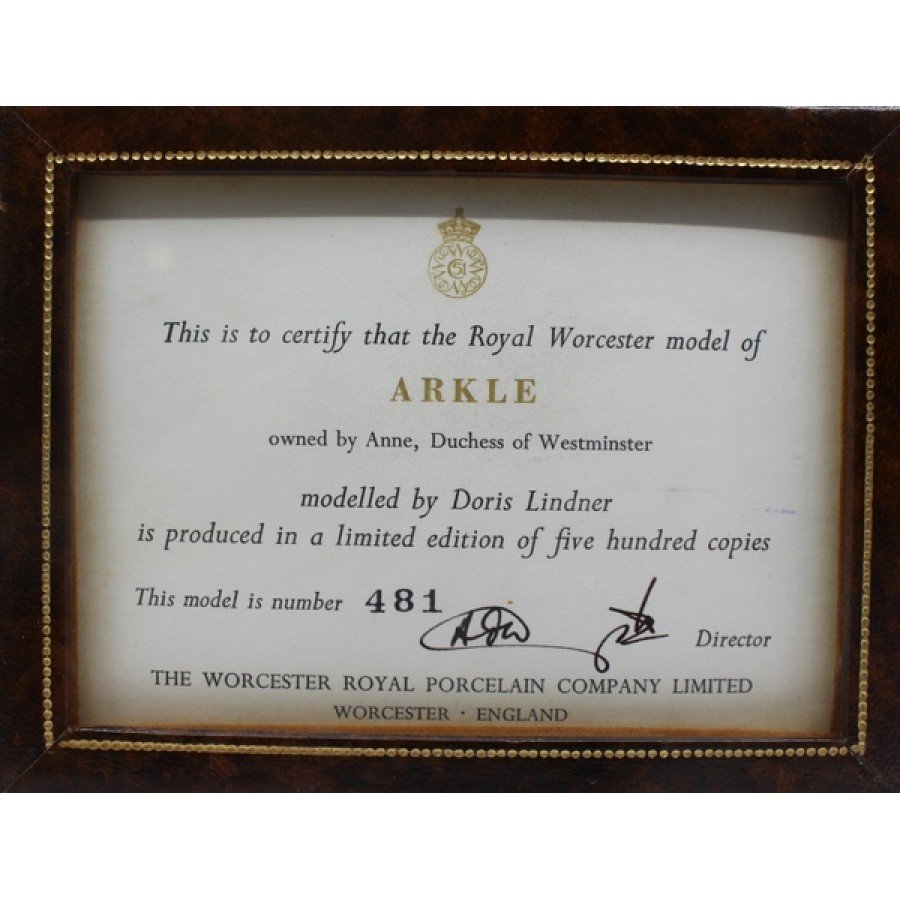 51
This is to certify that the Royal Worcester model of
ARKLE
owned by Anne, Duchess of Westminster
modelled by Doris Lindner
is produced in a limited edition of five hundred copies
This model is number 481
Director
THE WORCESTER ROYAL PORCELAIN COMPANY LIMITED
WORCESTER · ENGLAND